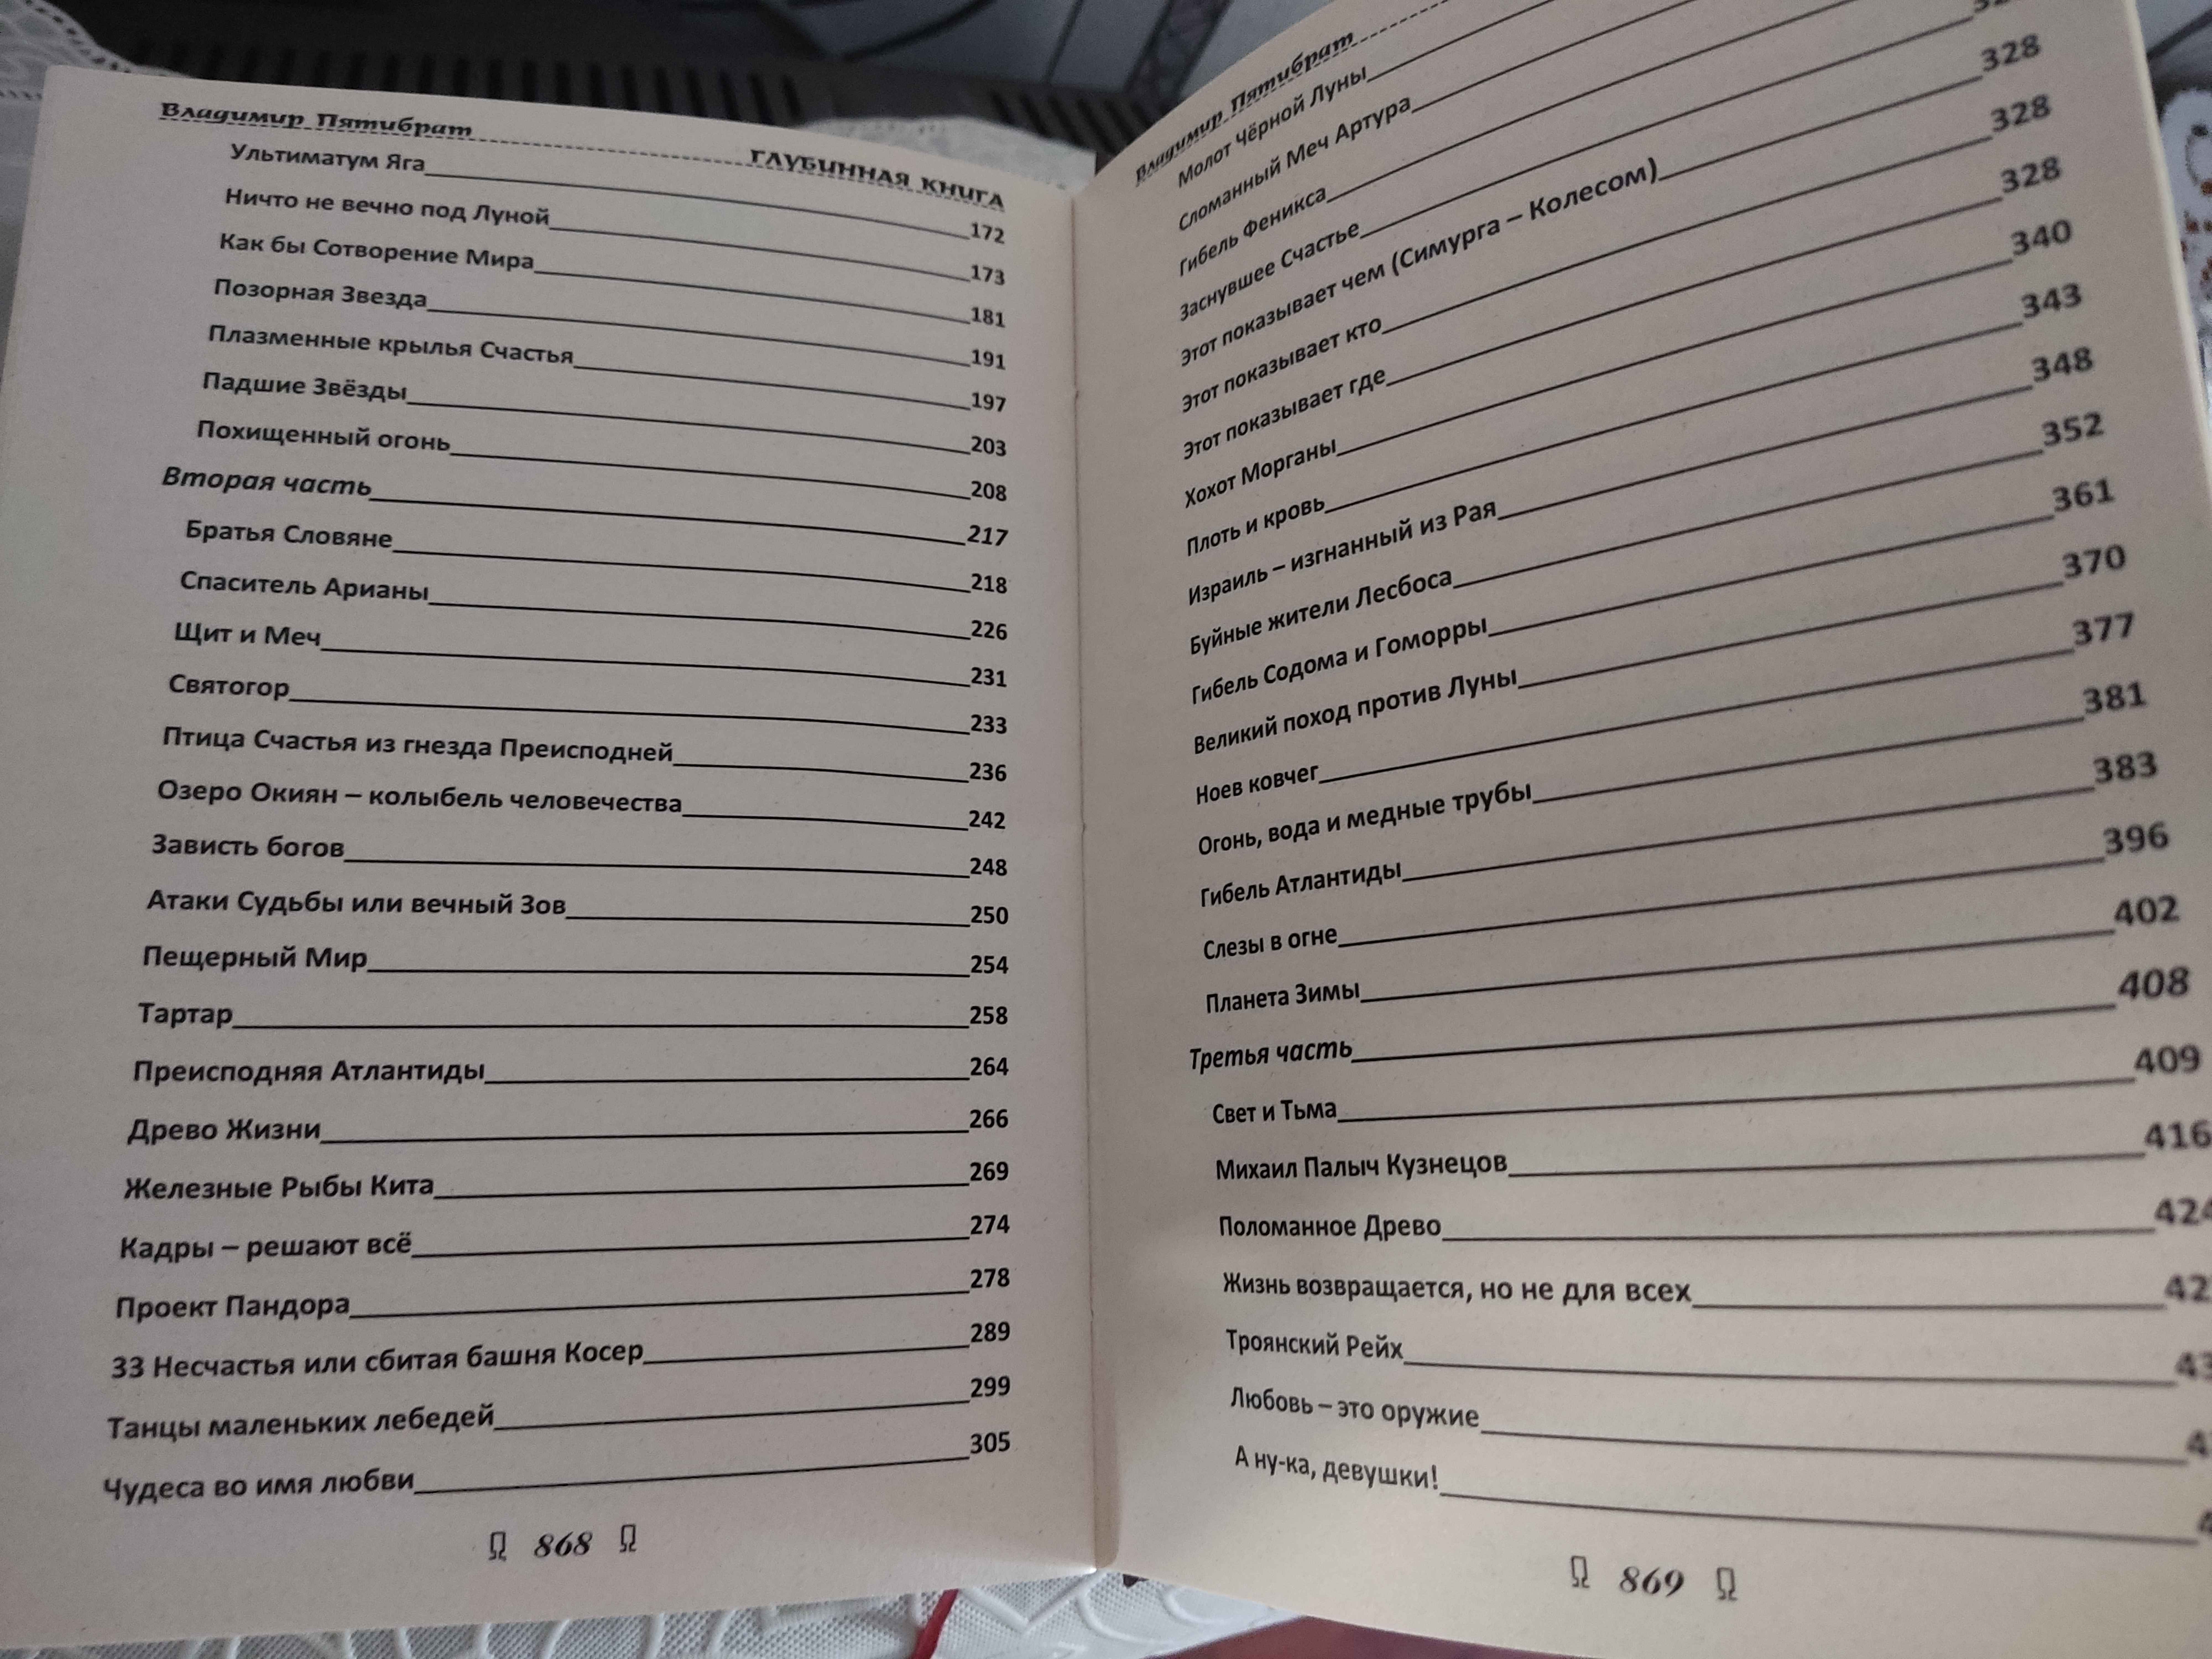 Владимир Пятибрат ГЛУБИННАЯ КНИГА
Ультиматум Яга 172
Ничто не вечно под Луной 173
Как бы Сотворение Мира 181
Позорная Звезда 191
Плазменные крылья Счастья 197
Падшие Звёзды 203
Похищенный огонь 208
Вторая часть 217
Братья Словяне 218
Спаситель Арианы 226
Щит и Меч 231
Святогор 233
Птица Счастья из гнезда Преисподней 236
Озеро Окиян – колыбель человечества 242
Зависть богов 248
Атаки Судьбы или вечный Зов 250
Пещерный Мир 254
Тартар 258
Преисподняя Атлантиды 264
Древо Жизни 266
Железные Рыбы Кита 269
Кадры – решают всё 274
Проект Пандора 278
33 Несчастья или сбитая башня Косер 289
Танцы маленьких лебедей 299
Чудеса во имя любви 305
868
Владимир Пятибрат
Молот Чёрной Луны
Сломанный Меч Артура
Гибель Феникса
Заснувшее Счастье
Этот показывает чем (Симурга – Колесом) 328
Этот показывает кто 328
Этот показывает где 328
Хохот Морганы 340
Плоть и кровь 343
Израиль – изгнанный из Рая 348
Буйные жители Лесбоса 352
Гибель Содома и Гоморры 361
Великий поход против Луны 370
Ноев ковчег 377
Огонь, вода и медные трубы 381
Гибель Атлантиды 383
Слезы в огне 396
Планета Зимы 402
Третья часть 408
Свет и Тьма 409
Михаил Палыч Кузнецов 416
Поломанное Древо 424
Жизнь возвращается, но не для всех
Троянский Рейх
Любовь – это оружие
А ну-ка, девушки!
869